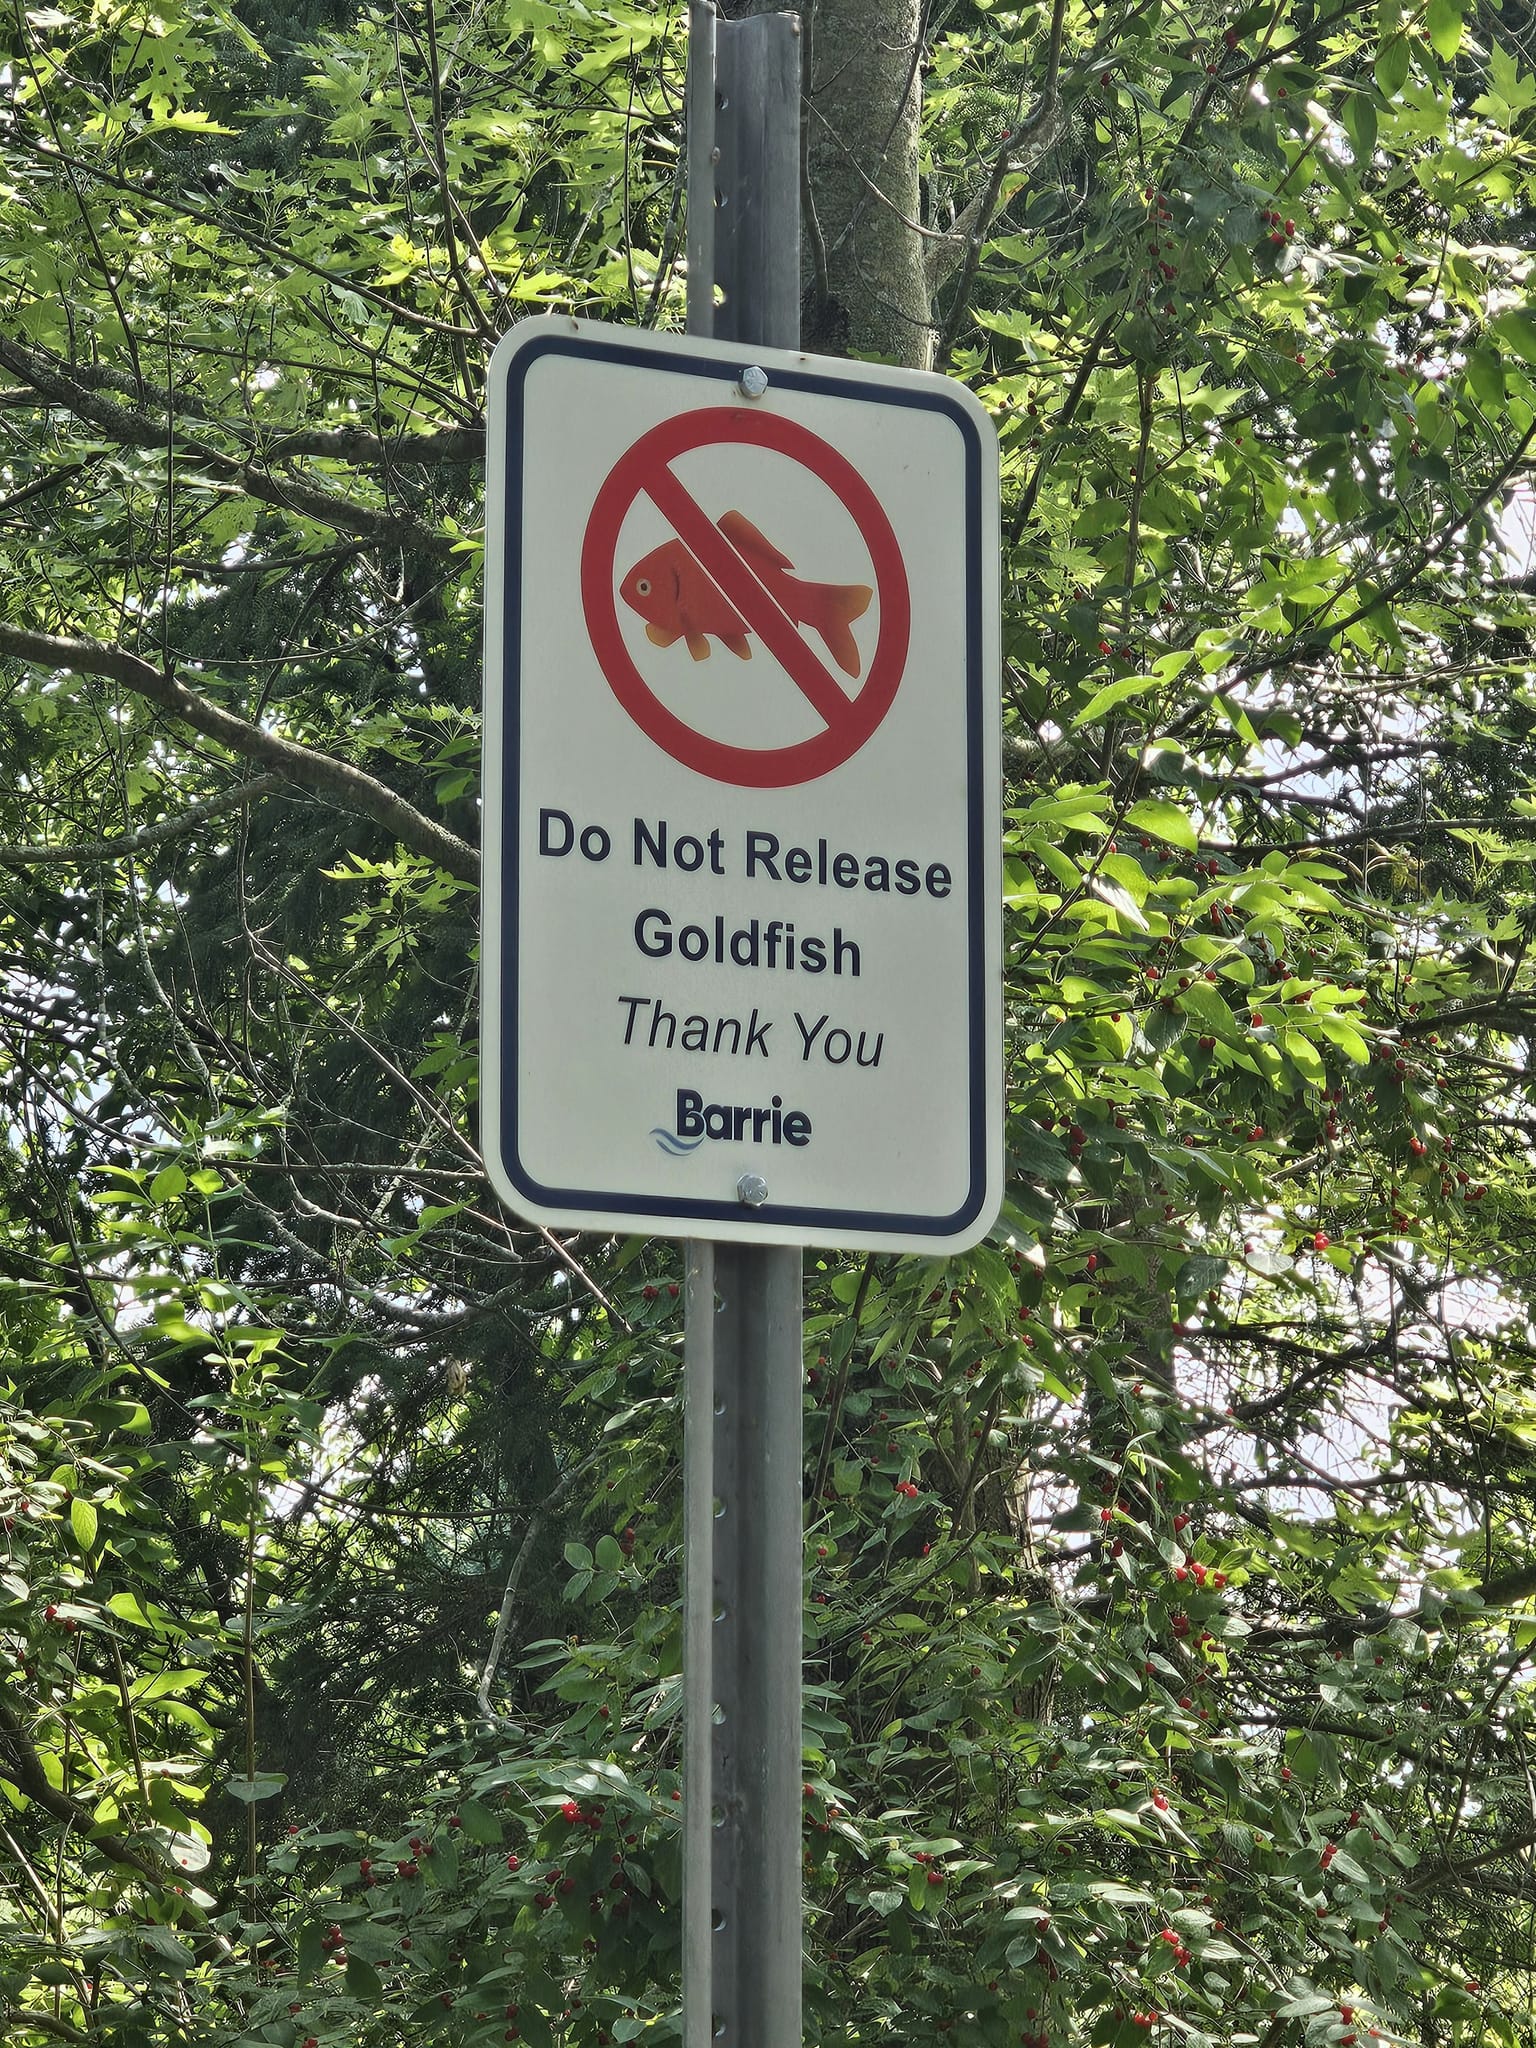 Do Not Release
Goldfish
Thank You
Barrie